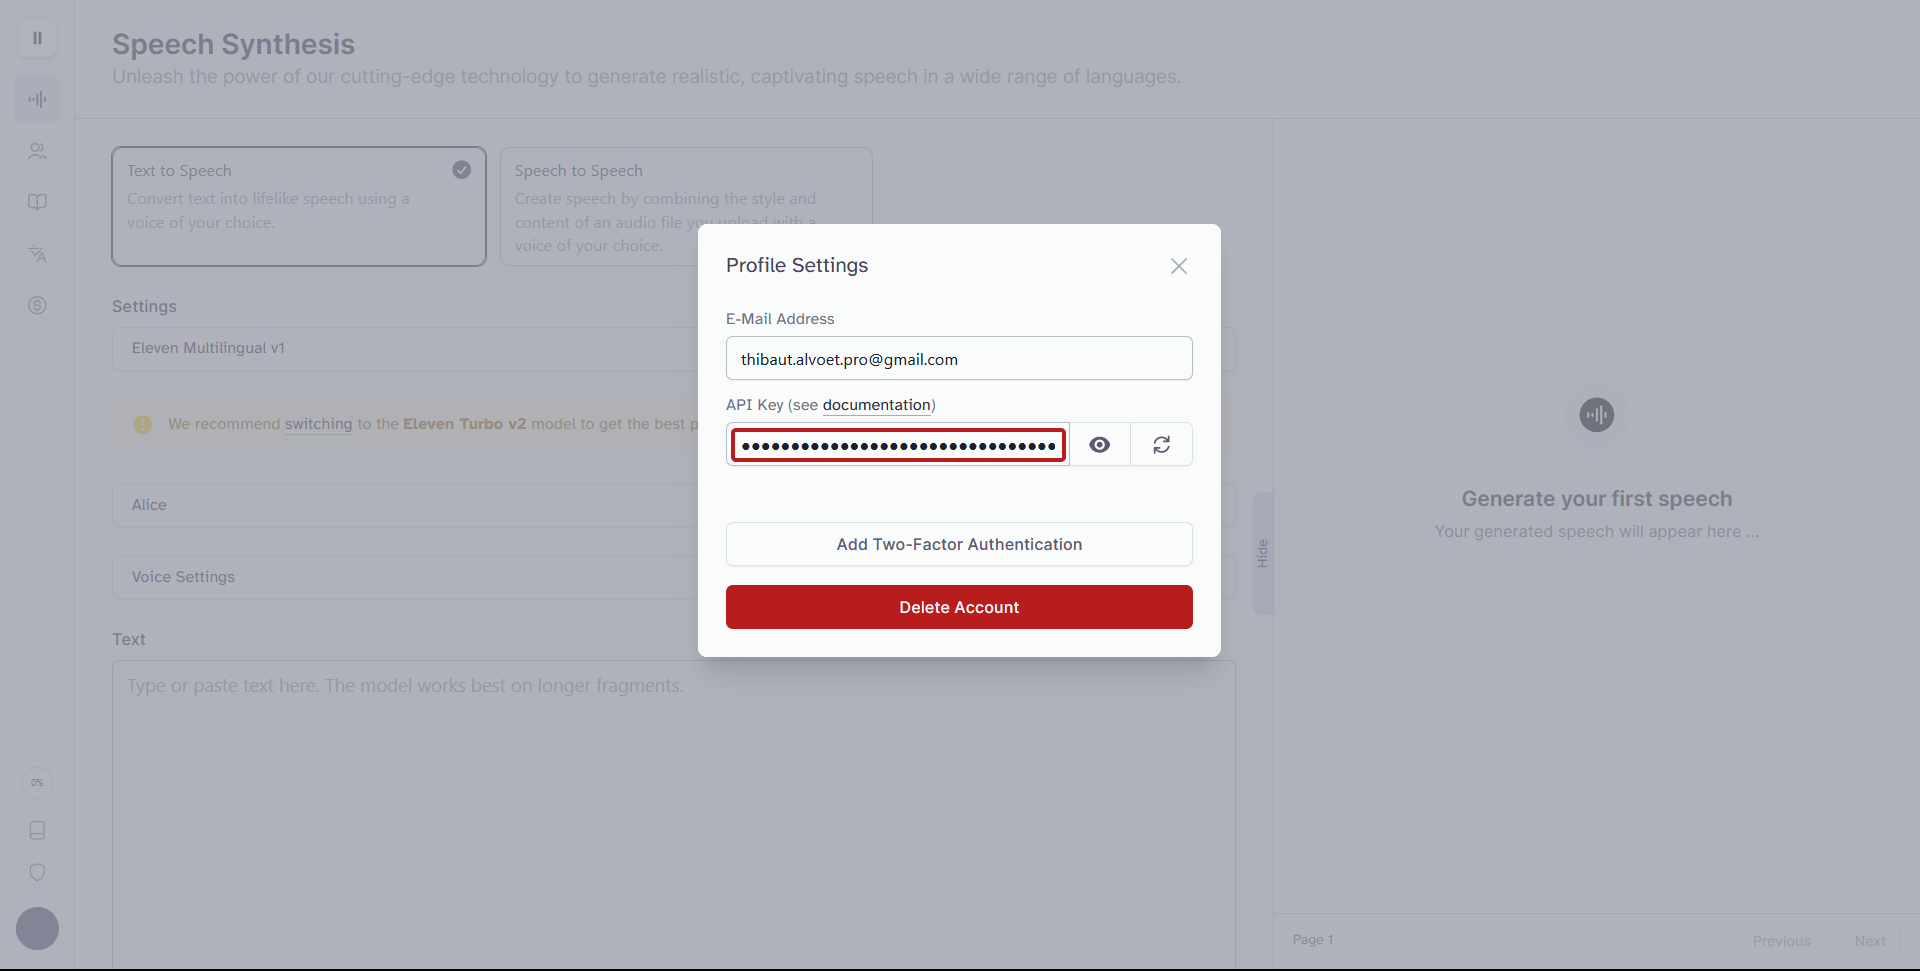 Speech Synthesis
Unleash the power of our cutting-edge technology to generate realistic, captivating speech in a wide range of languages.
Text to Speech
Convert text into lifelike speech using a
voice of your choice.
Speech to Speech
Create speech by combining the style and
content of an audio file you upload with a
voice of your choice.
Settings
Eleven Multilingual v1
We recommend switching to the Eleven Turbo v2 model to get the best p
Alice
Voice Settings
Text
Type or paste text here. The model works best on longer fragments.
Profile Settings
E-Mail Address
thibaut.alvoet.pro@gmail.com
API Key (see documentation)
••••••••••••••••••••••••••••••••
Add Two-Factor Authentication
Delete Account
Hide
Generate your first speech
Your generated speech will appear here ...
0%
Page 1
Previous
Next